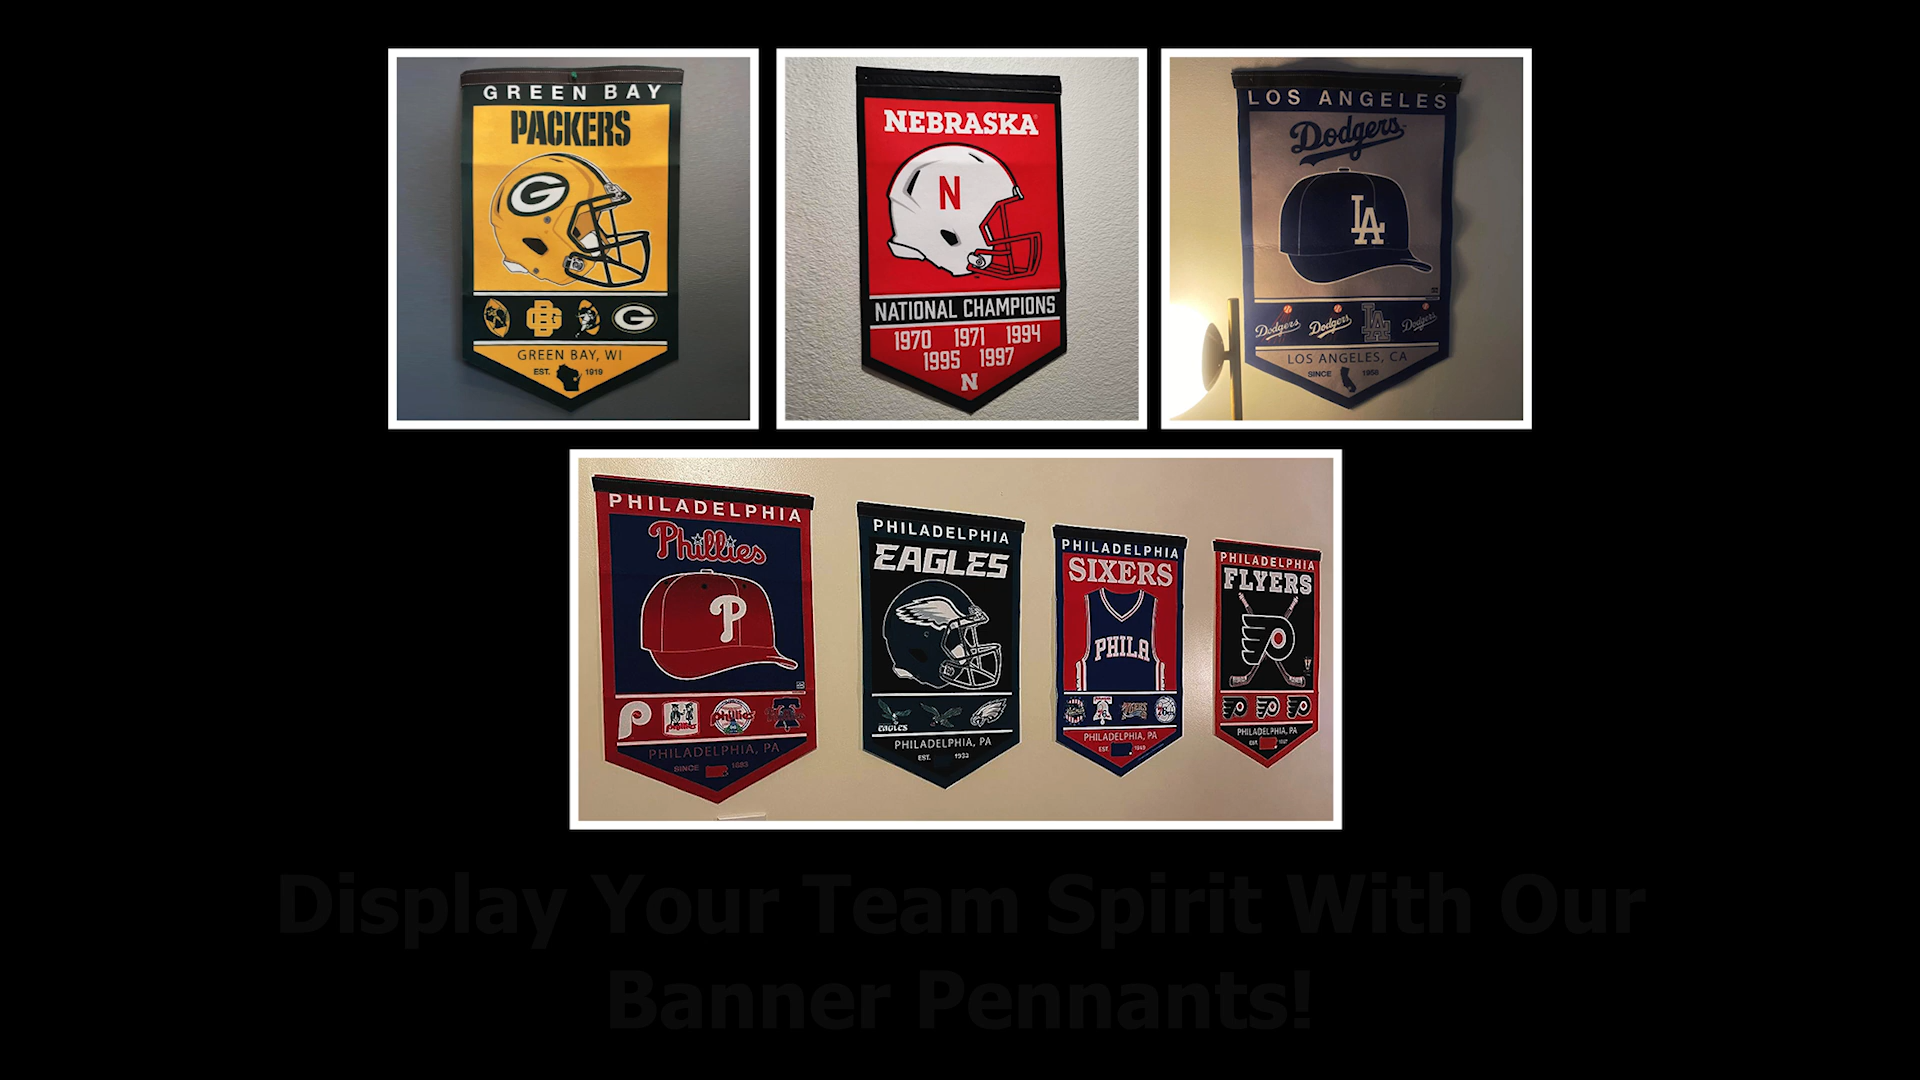 GREEN BAY
PACKERS
G
G
GREEN BAY, WI
EST. 1919
NEBRASKA
N
NATIONAL CHAMPIONS
1970 1971 1994
1995 1997
N
LOS ANGELES
Dodgers
LA
Dodgers Dodgers LA Dodgers
LOS ANGELES, CA
SINCE 1958
PHILADELPHIA
Phillies
P
P Phillies
PHILADELPHIA, PA
SINCE 1883
PHILADELPHIA
EAGLES
EAGLES
PHILADELPHIA, PA
EST. 1933
PHILADELPHIA
SIXERS
PHILA
PHILADELPHIA, PA
EST. 1949
PHILADELPHIA
FLYERS
PHILADELPHIA, PA
EST. 1967
Display Your Team Spirit With Our
Banner Pennants!